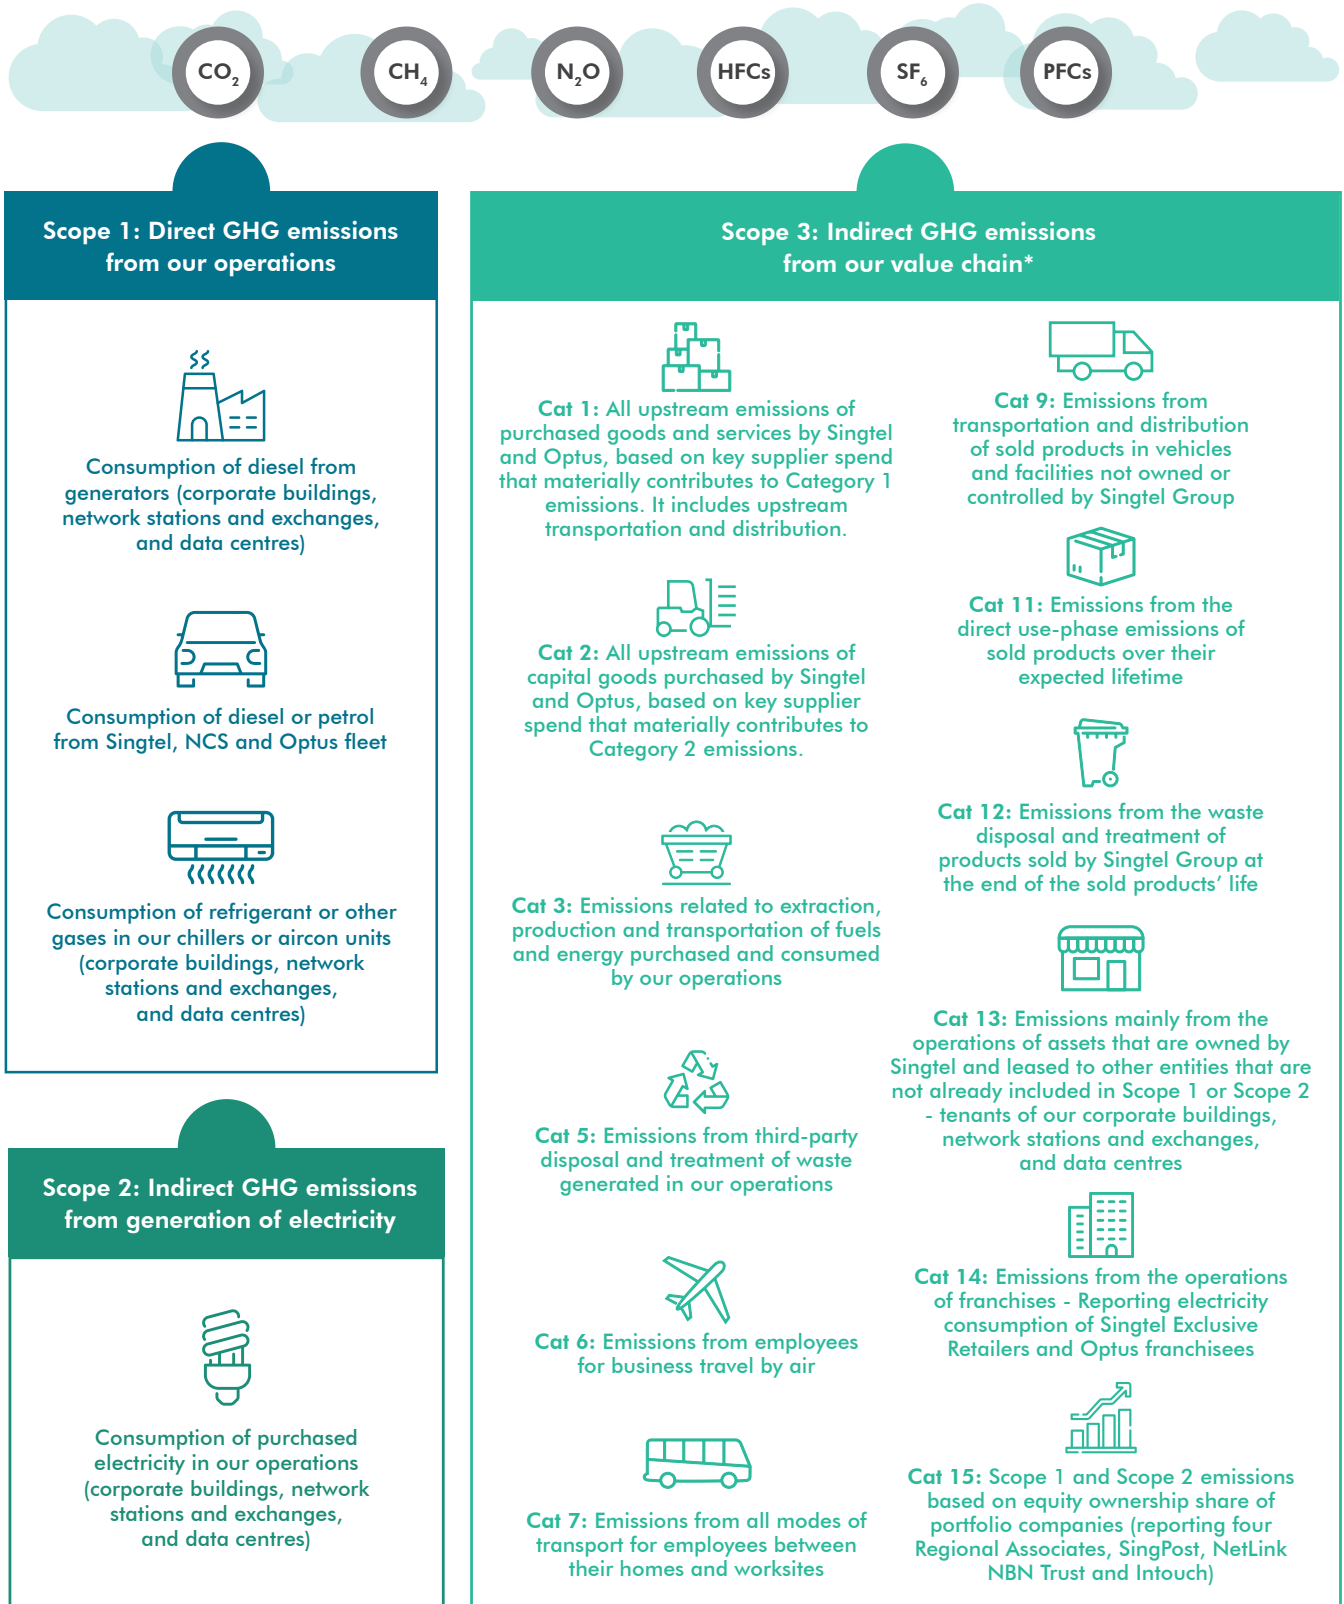 CO2
CH4
N2O
HFCs
SF6
PFCs
Scope 1: Direct GHG emissions
from our operations
Consumption of diesel from
generators (corporate buildings,
network stations and exchanges,
and data centres)
Consumption of diesel or petrol
from Singtel, NCS and Optus fleet
Consumption of refrigerant or other
gases in our chillers or aircon units
(corporate buildings, network
stations and exchanges,
and data centres)
Scope 2: Indirect GHG emissions
from generation of electricity
Consumption of purchased
electricity in our operations
(corporate buildings, network
stations and exchanges,
and data centres)
Scope 3: Indirect GHG emissions
from our value chain*
Cat 1: All upstream emissions of
purchased goods and services by Singtel
and Optus, based on key supplier spend
that materially contributes to Category 1
emissions. It includes upstream
transportation and distribution.
Cat 2: All upstream emissions of
capital goods purchased by Singtel
and Optus, based on key supplier
spend that materially contributes to
Category 2 emissions.
Cat 3: Emissions related to extraction,
production and transportation of fuels
and energy purchased and consumed
by our operations
Cat 5: Emissions from third-party
disposal and treatment of waste
generated in our operations
Cat 6: Emissions from employees
for business travel by air
Cat 7: Emissions from all modes of
transport for employees between
their homes and worksites
Cat 9: Emissions from
transportation and distribution
of sold products in vehicles
and facilities not owned or
controlled by Singtel Group
Cat 11: Emissions from the
direct use-phase emissions of
sold products over their
expected lifetime
Cat 12: Emissions from the waste
disposal and treatment of
products sold by Singtel Group at
the end of the sold products’ life
Cat 13: Emissions mainly from the
operations of assets that are owned by
Singtel and leased to other entities that are
not already included in Scope 1 or Scope 2
- tenants of our corporate buildings,
network stations and exchanges,
and data centres
Cat 14: Emissions from the operations
of franchises - Reporting electricity
consumption of Singtel Exclusive
Retailers and Optus franchisees
Cat 15: Scope 1 and Scope 2 emissions
based on equity ownership share of
portfolio companies (reporting four
Regional Associates, SingPost, NetLink
NBN Trust and Intouch)